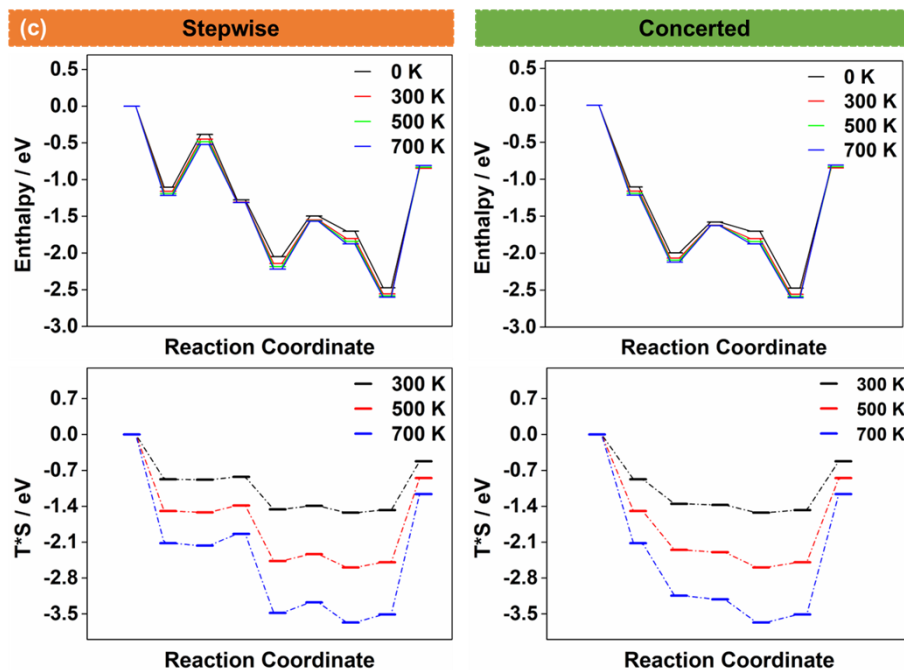 (c) Stepwise
Concerted
0.5
0.0
-0.5
-1.0
-1.5
-2.0
-2.5
-3.0
Enthalpy / eV
0 K
300 K
500 K
700 K
Reaction Coordinate
0.5
0.0
-0.5
-1.0
-1.5
-2.0
-2.5
-3.0
Enthalpy / eV
0 K
300 K
500 K
700 K
Reaction Coordinate
0.7
0.0
-0.7
-1.4
-2.1
-2.8
-3.5
T*S / eV
300 K
500 K
700 K
Reaction Coordinate
0.7
0.0
-0.7
-1.4
-2.1
-2.8
-3.5
T*S / eV
300 K
500 K
700 K
Reaction Coordinate